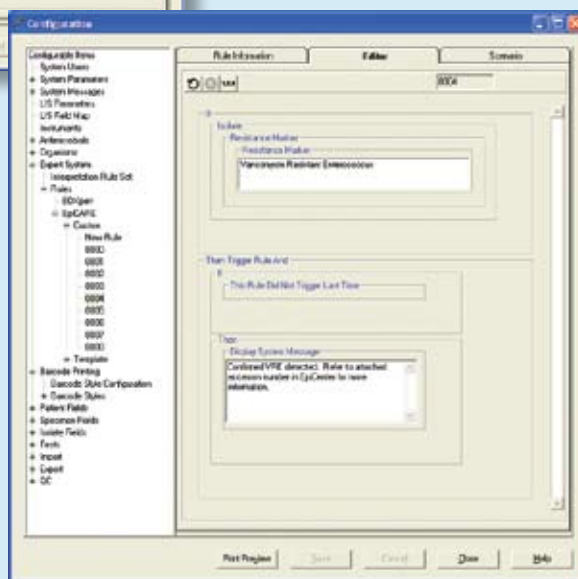 Configuration
Rule Information
Editor
Scenario
Configurable Items
System Users
System Parameters
System Messages
LIS Parameters
LIS Field Map
Instruments
Antimicrobials
Organisms
Expert System
Interpretation Rule Set
Rules
BDXpert
EpiCARE
Custom
New Rule
0000
0001
0002
0003
0004
0005
0006
0007
Template
Barcode Printing
Barcode Style Configuration
Barcode Styles
Patient Fields
Specimen Fields
Isolate Fields
Tests
Import
Export
QC
0004
If
Isolate
Resistance Marker
Resistance Marker
Vancomycin Resistant Enterococcus
Then Trigger Rule And
If
This Rule Did Not Trigger Last Time
Then
Display System Message
Confirmed VRE detected. Refer to attached
accession number in EpiCenter for more
information.
Print Preview
Save
Cancel
Close
Help